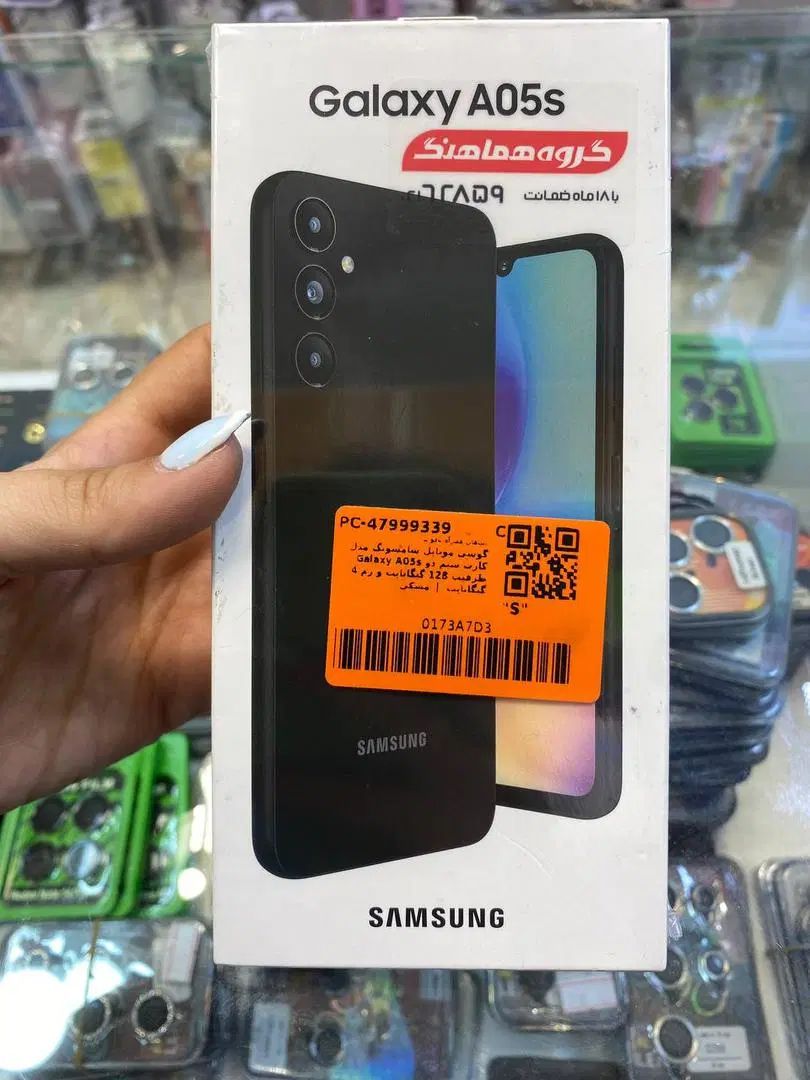 Galaxy A05s
گروه هماهنگ
با ۱۸ ماه ضمانت
۶۲۸۵۹
PC-47999339
گوشی موبایل سامسونگ مدل
Galaxy A05s دو سیم کارت
ظرفیت 128 گیگابایت و رم 4
گیگابایت | مشکی
"S"
0173A7D3
SAMSUNG
SAMSUNG